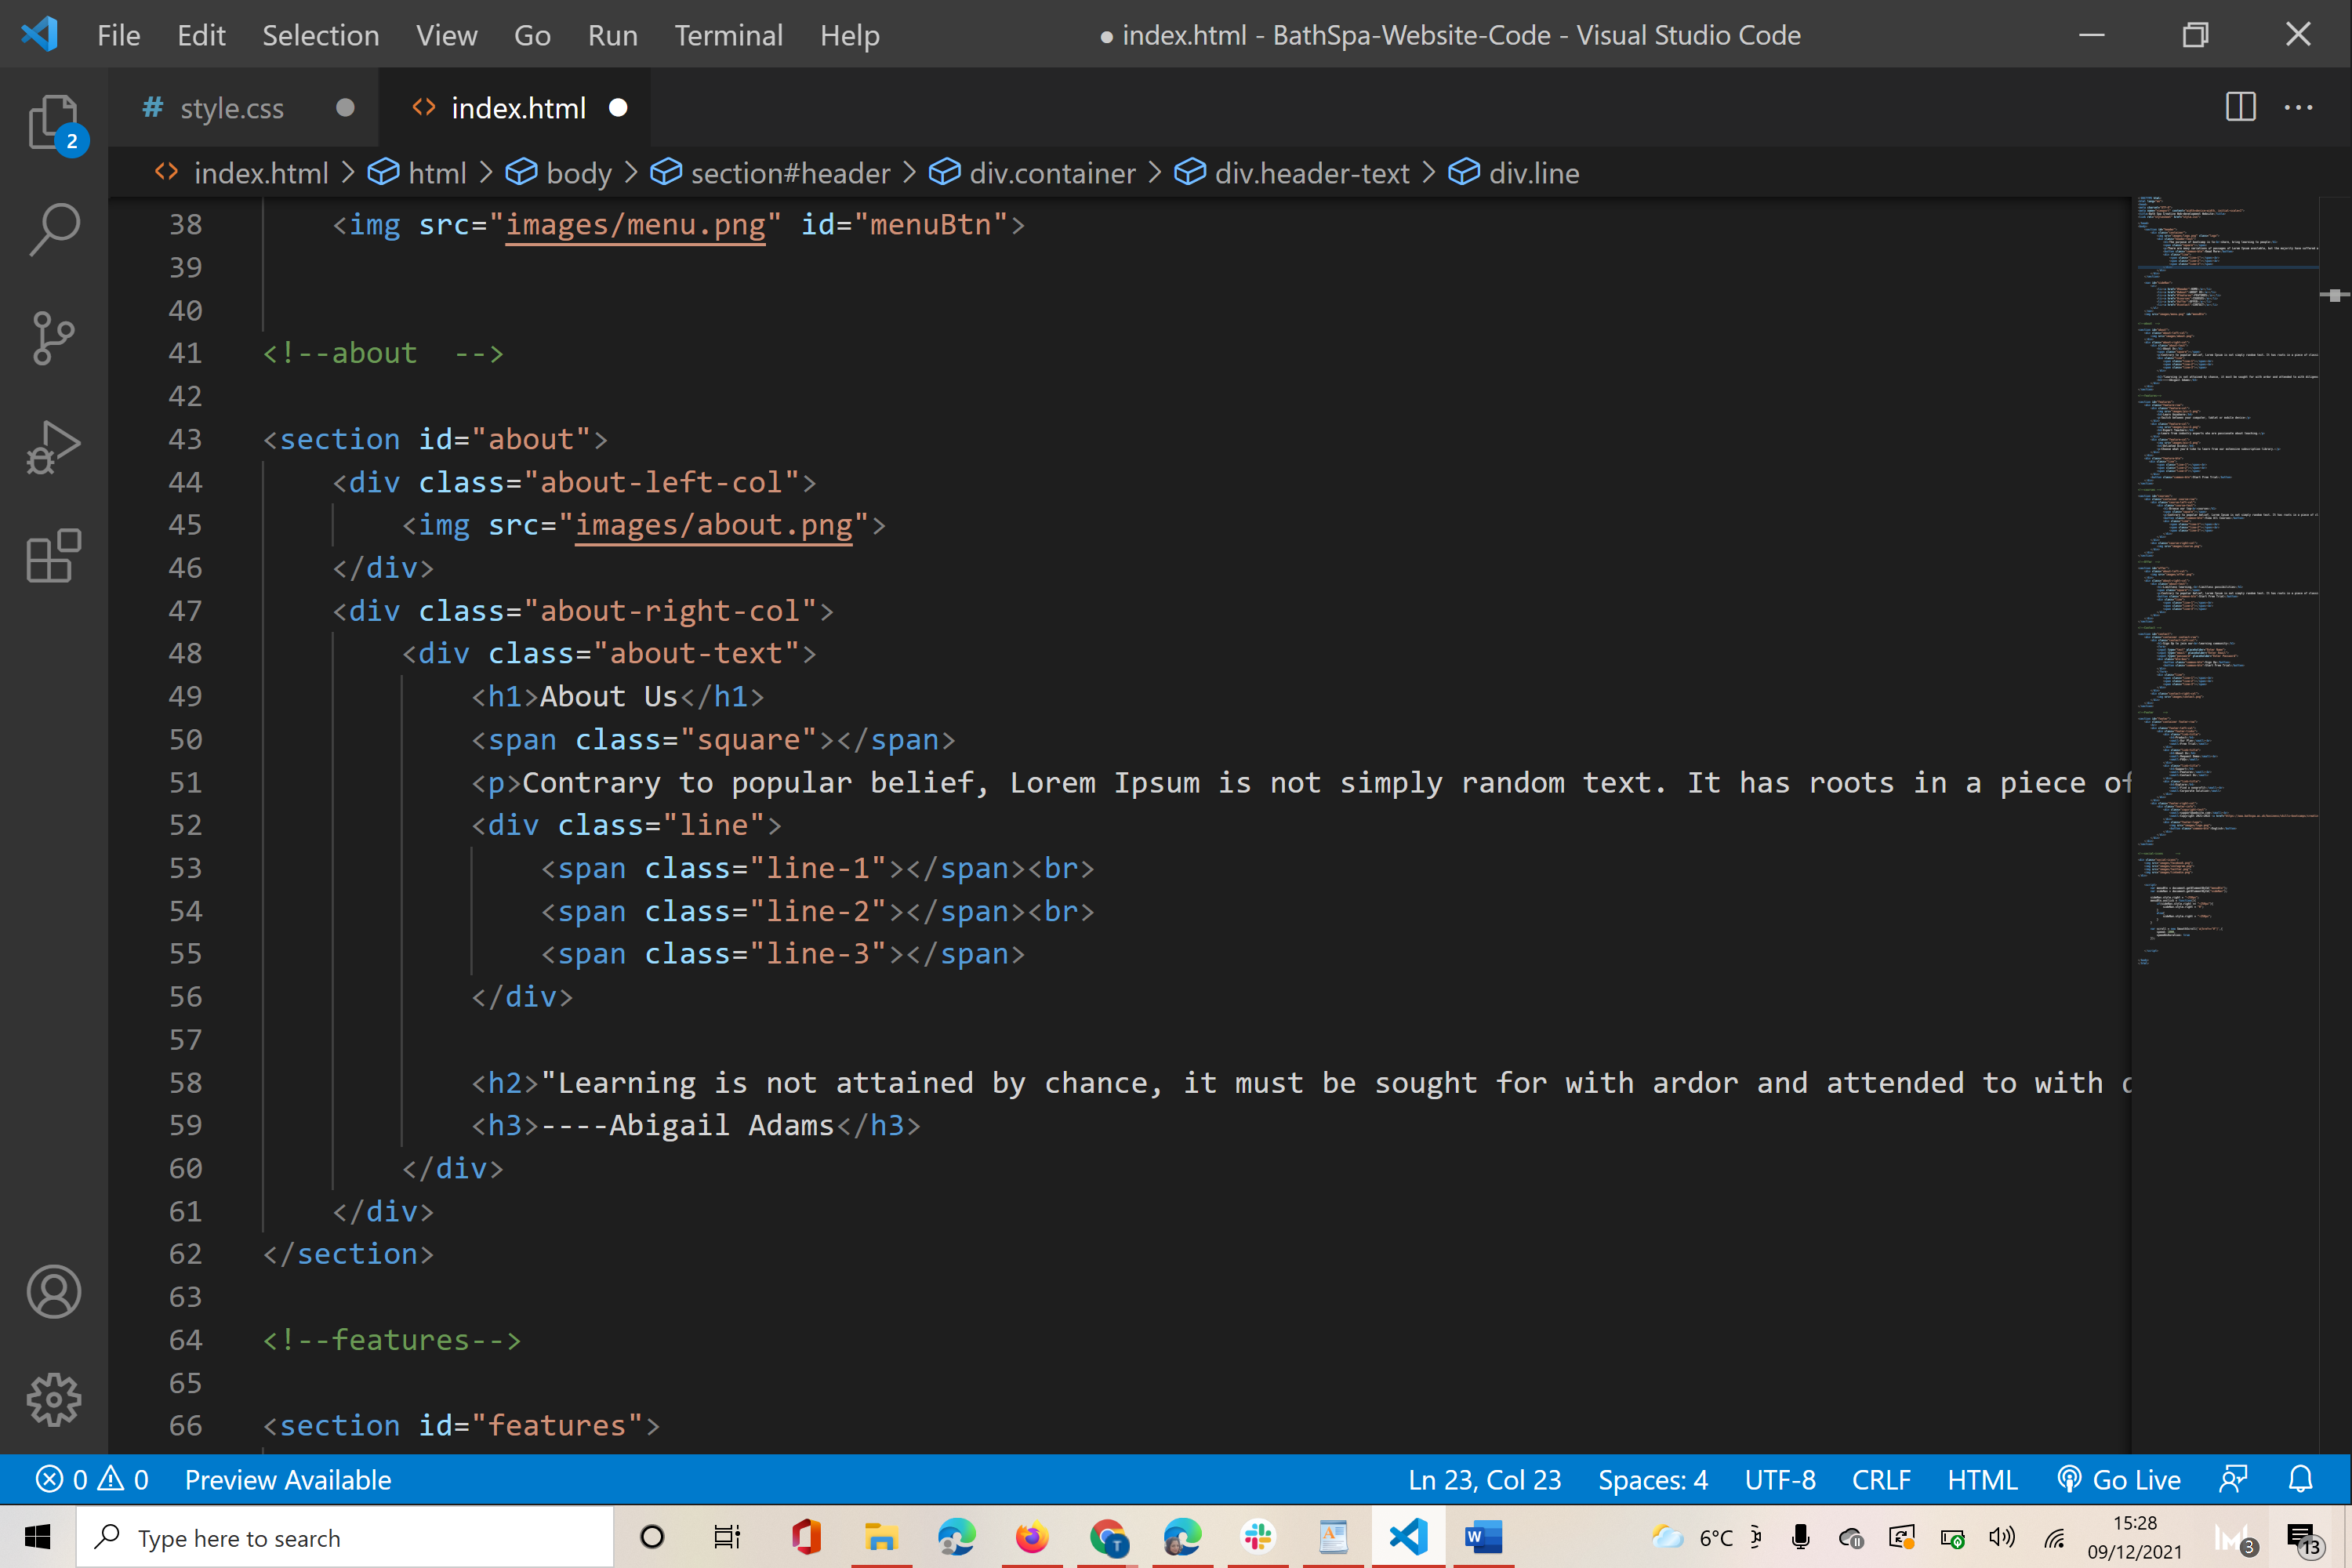 File Edit Selection View Go Run Terminal Help ● index.html - BathSpa-Website-Code - Visual Studio Code
# style.css ● <> index.html ●
<> index.html > html > body > section#header > div.container > div.header-text > div.line
2
38 <img src="images/menu.png" id="menuBtn">
39
40
41 <!--about  -->
42
43 <section id="about">
44 <div class="about-left-col">
45 <img src="images/about.png">
46 </div>
47 <div class="about-right-col">
48 <div class="about-text">
49 <h1>About Us</h1>
50 <span class="square"></span>
51 <p>Contrary to popular belief, Lorem Ipsum is not simply random text. It has roots in a piece of
52 <div class="line">
53 <span class="line-1"></span><br>
54 <span class="line-2"></span><br>
55 <span class="line-3"></span>
56 </div>
57
58 <h2>"Learning is not attained by chance, it must be sought for with ardor and attended to with
59 <h3>----Abigail Adams</h3>
60 </div>
61 </div>
62 </section>
63
64 <!--features-->
65
66 <section id="features">
0 0 Preview Available Ln 23, Col 23 Spaces: 4 UTF-8 CRLF HTML Go Live
Type here to search T W 6°C 15:28 3 13
09/12/2021